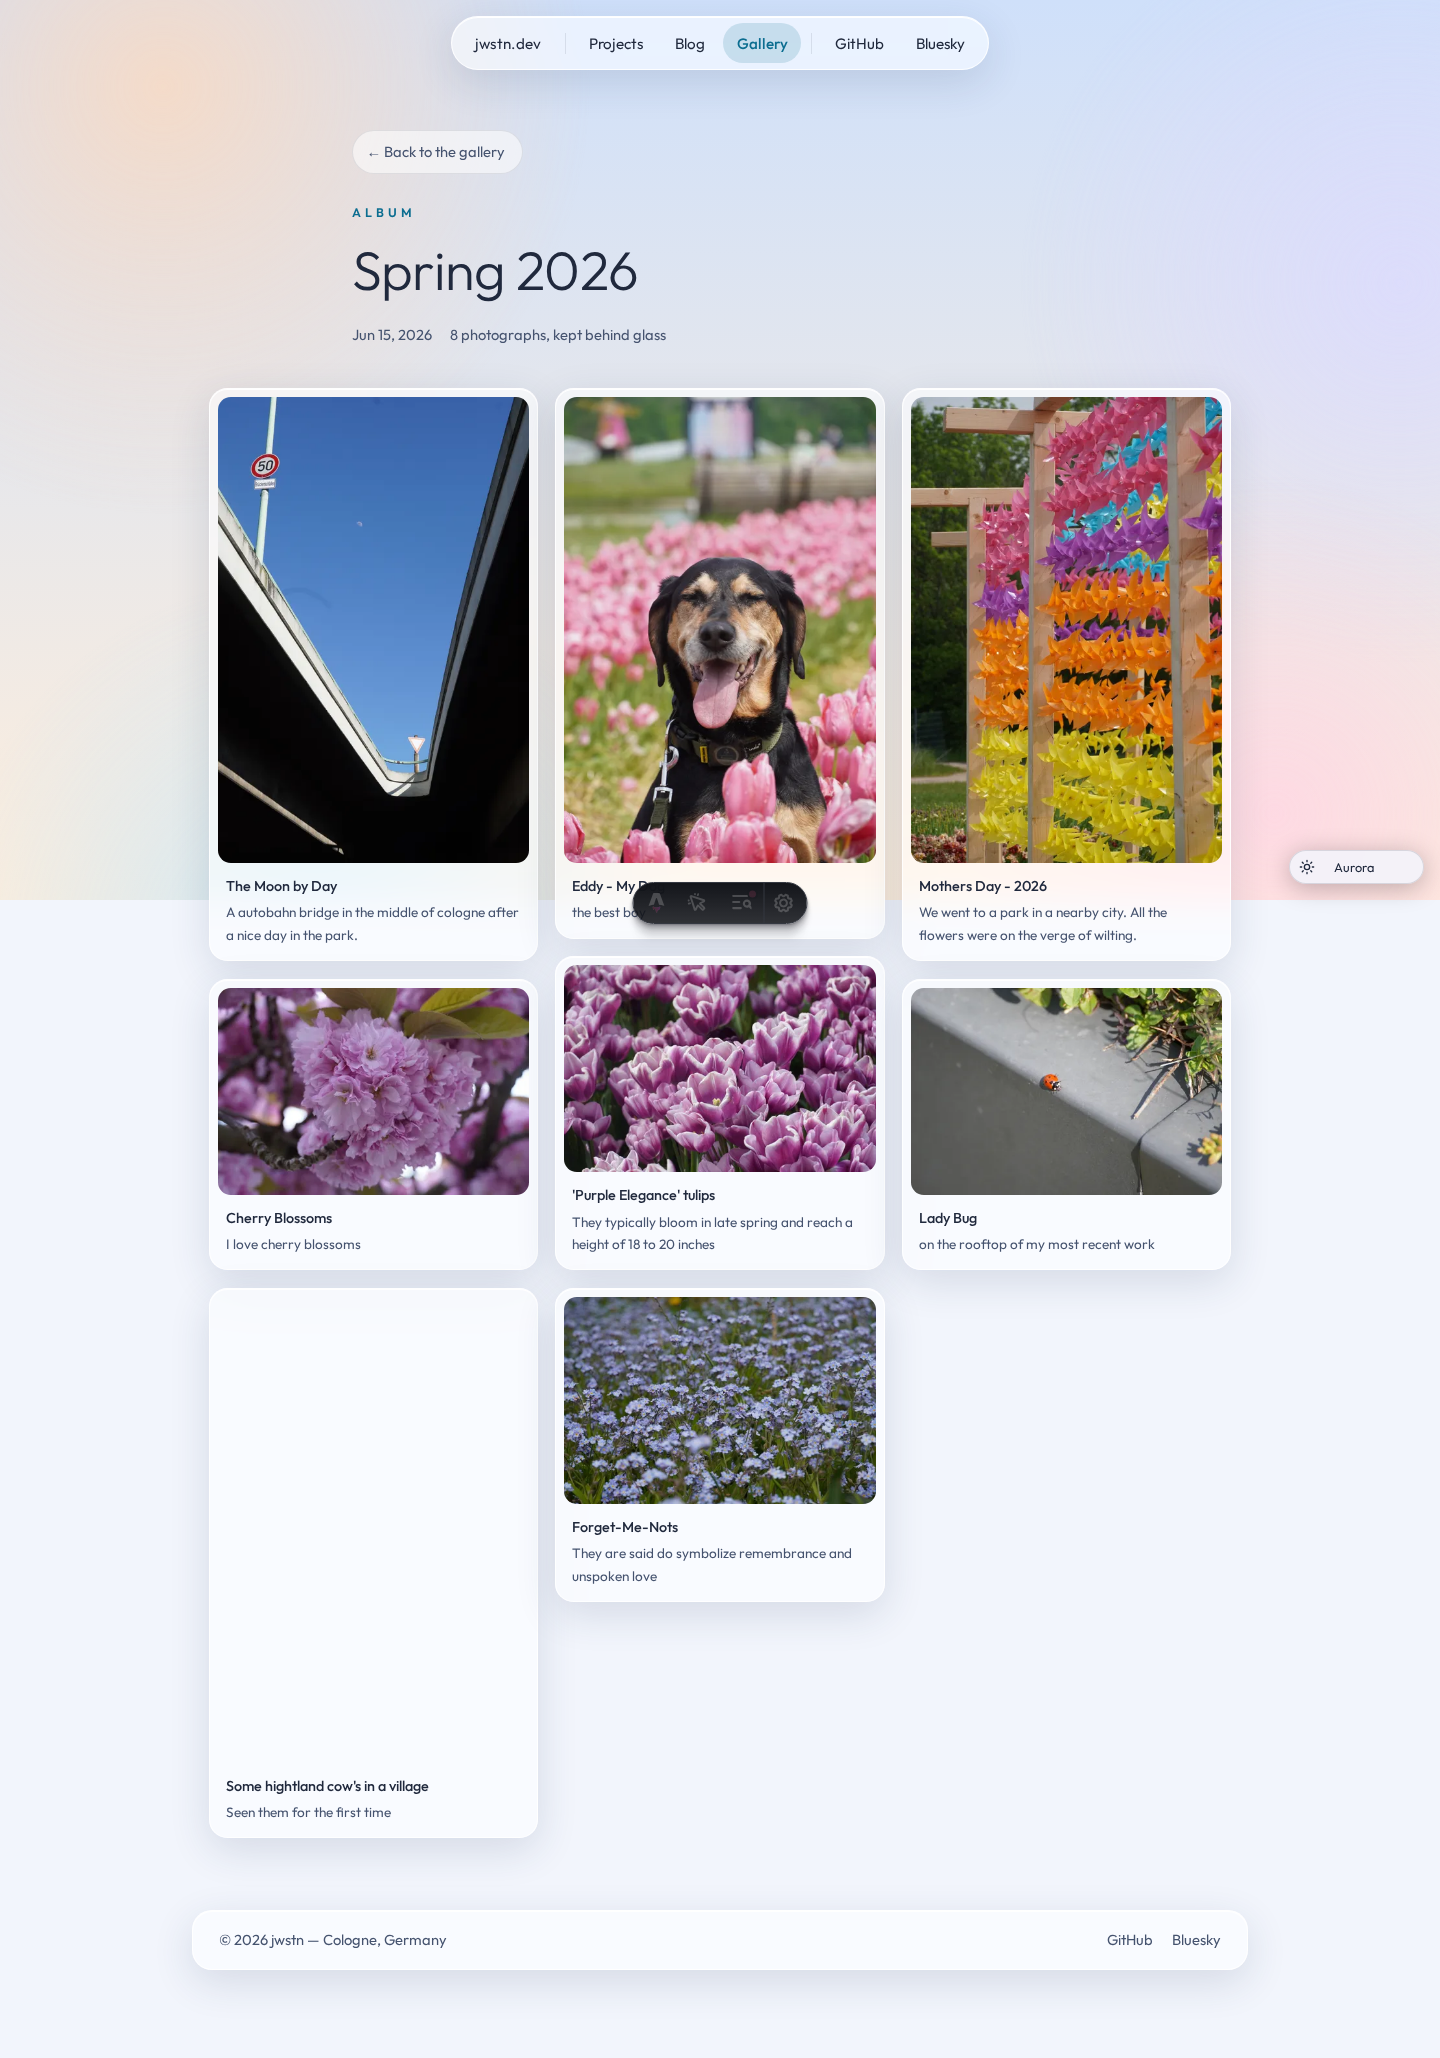 jwstn.dev Projects Blog Gallery GitHub Bluesky
← Back to the gallery
ALBUM
Spring 2026
Jun 15, 2026 8 photographs, kept behind glass
50
The Moon by Day
A autobahn bridge in the middle of cologne after
a nice day in the park.
Eddy - My
the best
Mothers Day - 2026
We went to a park in a nearby city. All the
flowers were on the verge of wilting.
Aurora
Cherry Blossoms
I love cherry blossoms
'Purple Elegance' tulips
They typically bloom in late spring and reach a
height of 18 to 20 inches
Lady Bug
on the rooftop of my most recent work
Some hightland cow's in a village
Seen them for the first time
Forget-Me-Nots
They are said do symbolize remembrance and
unspoken love
© 2026 jwstn — Cologne, Germany
GitHub Bluesky